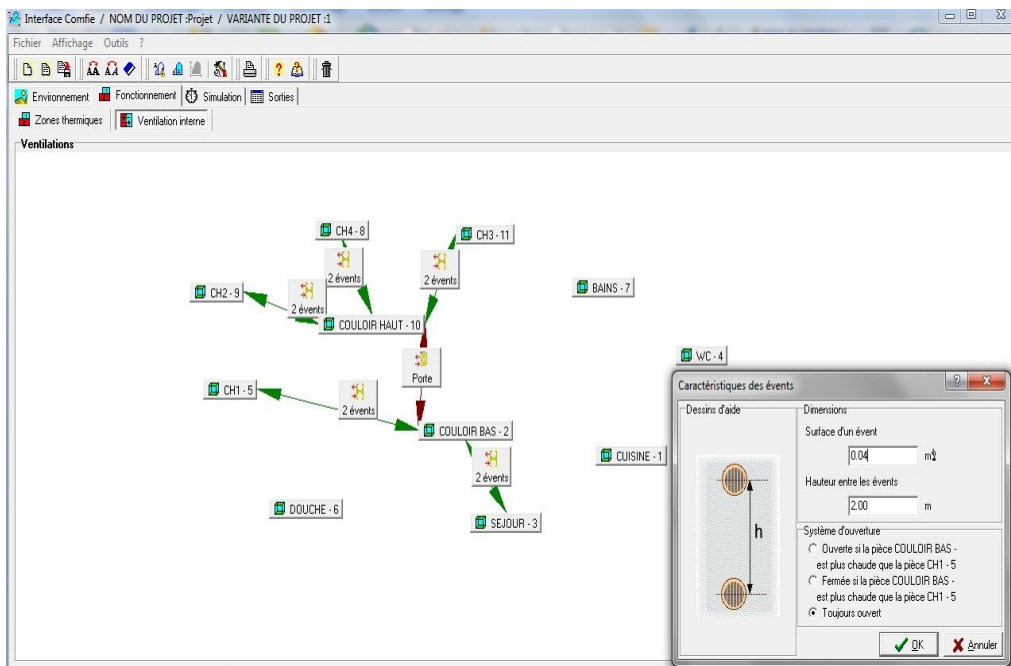 Interface Comfie / NOM DU PROJET :Projet / VARIANTE DU PROJET :1
Fichier Affichage Outils ?
Environnement Fonctionnement Simulation Sorties
Zones thermiques Ventilation interne
Ventilations
CH4 - 8
CH3 - 11
2 évents
2 évents
BAINS - 7
CH2 - 9
2 évents
COULOIR HAUT - 10
WC - 4
Porte
CH1 - 5
2 évents
COULOIR BAS - 2
CUISINE - 1
2 évents
DOUCHE - 6
SEJOUR - 3
Caractéristiques des évents
Dessins d'aide
h
Dimensions
Surface d'un évent
0.04 m²
Hauteur entre les évents
2.00 m
Système d'ouverture
Ouverte si la pièce COULOIR BAS -
est plus chaude que la pièce CH1 - 5
Fermée si la pièce COULOIR BAS -
est plus chaude que la pièce CH1 - 5
Toujours ouvert
OK Annuler